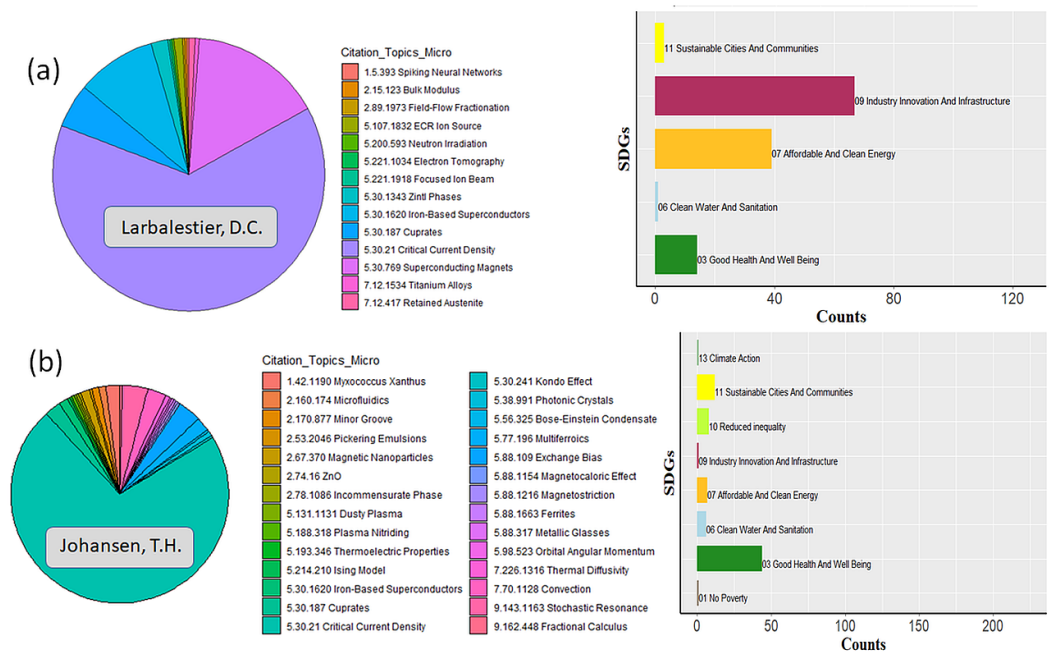 (a)
Larbalestier, D.C.
Citation_Topics_Micro
1.5.393 Spiking Neural Networks
2.15.123 Bulk Modulus
2.89.1973 Field-Flow Fractionation
5.107.1832 ECR Ion Source
5.200.593 Neutron Irradiation
5.221.1034 Electron Tomography
5.221.1918 Focused Ion Beam
5.30.1343 Zintl Phases
5.30.1620 Iron-Based Superconductors
5.30.187 Cuprates
5.30.21 Critical Current Density
5.30.769 Superconducting Magnets
7.12.1534 Titanium Alloys
7.12.417 Retained Austenite
SDGs
11 Sustainable Cities And Communities
09 Industry Innovation And Infrastructure
07 Affordable And Clean Energy
06 Clean Water And Sanitation
03 Good Health And Well Being
0 40 80 120
Counts
(b)
Johansen, T.H.
Citation_Topics_Micro
1.42.1190 Myxococcus Xanthus
2.160.174 Microfluidics
2.170.877 Minor Groove
2.53.2046 Pickering Emulsions
2.67.370 Magnetic Nanoparticles
2.74.16 ZnO
2.78.1086 Incommensurate Phase
5.131.1131 Dusty Plasma
5.188.318 Plasma Nitriding
5.193.346 Thermoelectric Properties
5.214.210 Ising Model
5.30.1620 Iron-Based Superconductors
5.30.187 Cuprates
5.30.21 Critical Current Density
5.30.241 Kondo Effect
5.38.991 Photonic Crystals
5.56.325 Bose-Einstein Condensate
5.77.196 Multiferroics
5.88.109 Exchange Bias
5.88.1154 Magnetocaloric Effect
5.88.1216 Magnetostriction
5.88.1663 Ferrites
5.88.317 Metallic Glasses
5.98.523 Orbital Angular Momentum
7.226.1316 Thermal Diffusivity
7.70.1128 Convection
9.143.1163 Stochastic Resonance
9.162.448 Fractional Calculus
SDGs
13 Climate Action
11 Sustainable Cities And Communities
10 Reduced inequality
09 Industry Innovation And Infrastructure
07 Affordable And Clean Energy
06 Clean Water And Sanitation
03 Good Health And Well Being
01 No Poverty
0 50 100 150 200
Counts